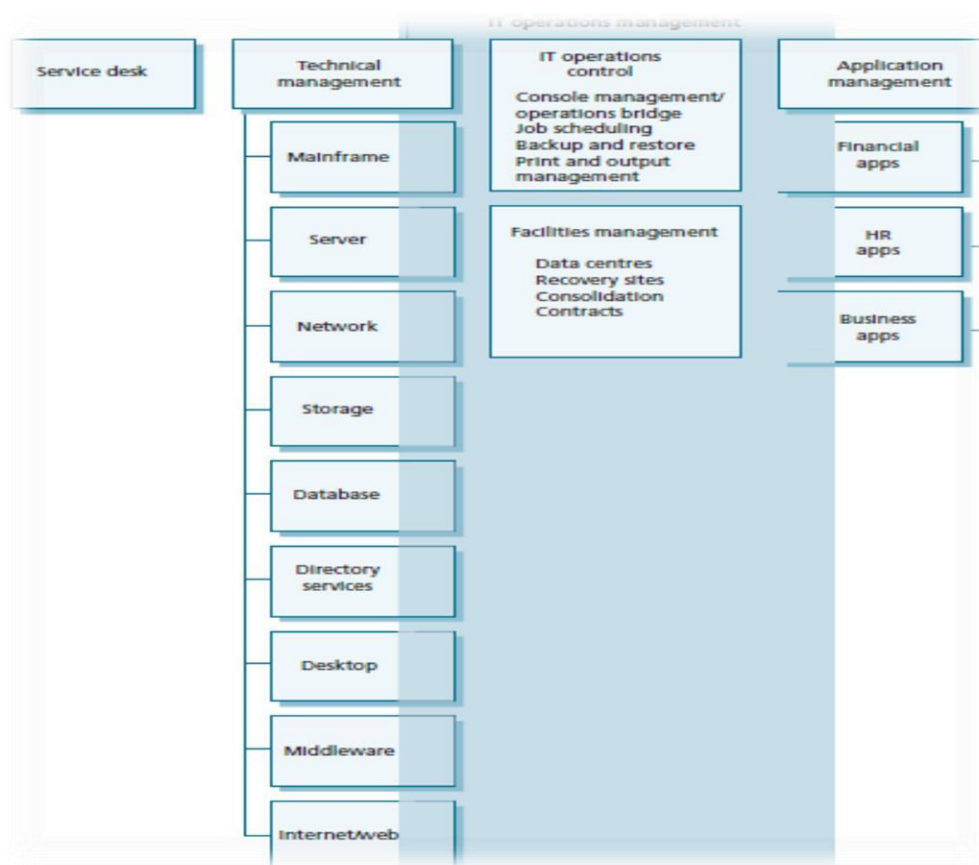 IT operations management
Service desk
Technical
management
Mainframe
Server
Network
Storage
Database
Directory
services
Desktop
Middleware
Internet/web
IT operations
control
Console management/
operations bridge
Job scheduling
Backup and restore
Print and output
management
Facilities management
Data centres
Recovery sites
Consolidation
Contracts
Application
management
Financial
apps
HR
apps
Business
apps